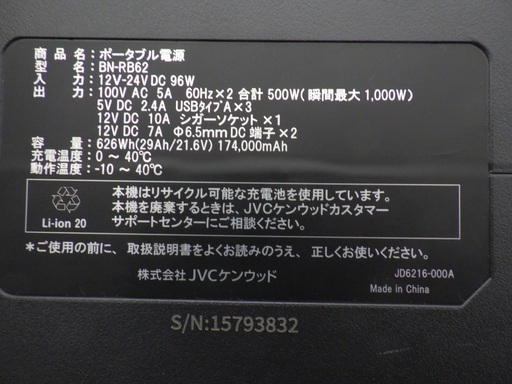 商品：ポータブル電源
型名：BN-RB62
入力：12V-24V DC 96W
出力：100V AC 5A 60Hz×2 合計 500W(瞬間最大 1,000W)
5V DC 2.4A USBタイプA×3
12V DC 10A シガーソケット×1
12V DC 7A Φ6.5mm DC 端子×2
容量：626Wh(29Ah/21.6V) 174,000mAh
充電温度：0 ～ 40℃
動作温度：-10 ～ 40℃
Li-ion 20
本機はリサイクル可能な充電池を使用しています。
本機を廃棄するときは、JVCケンウッドカスタマー
サポートセンターにご相談ください。
＊ご使用の前に、取扱説明書をよくお読みのうえ、正しくお使いください。
株式会社 JVCケンウッド
JD6216-000A
Made in China
S/N:15793832